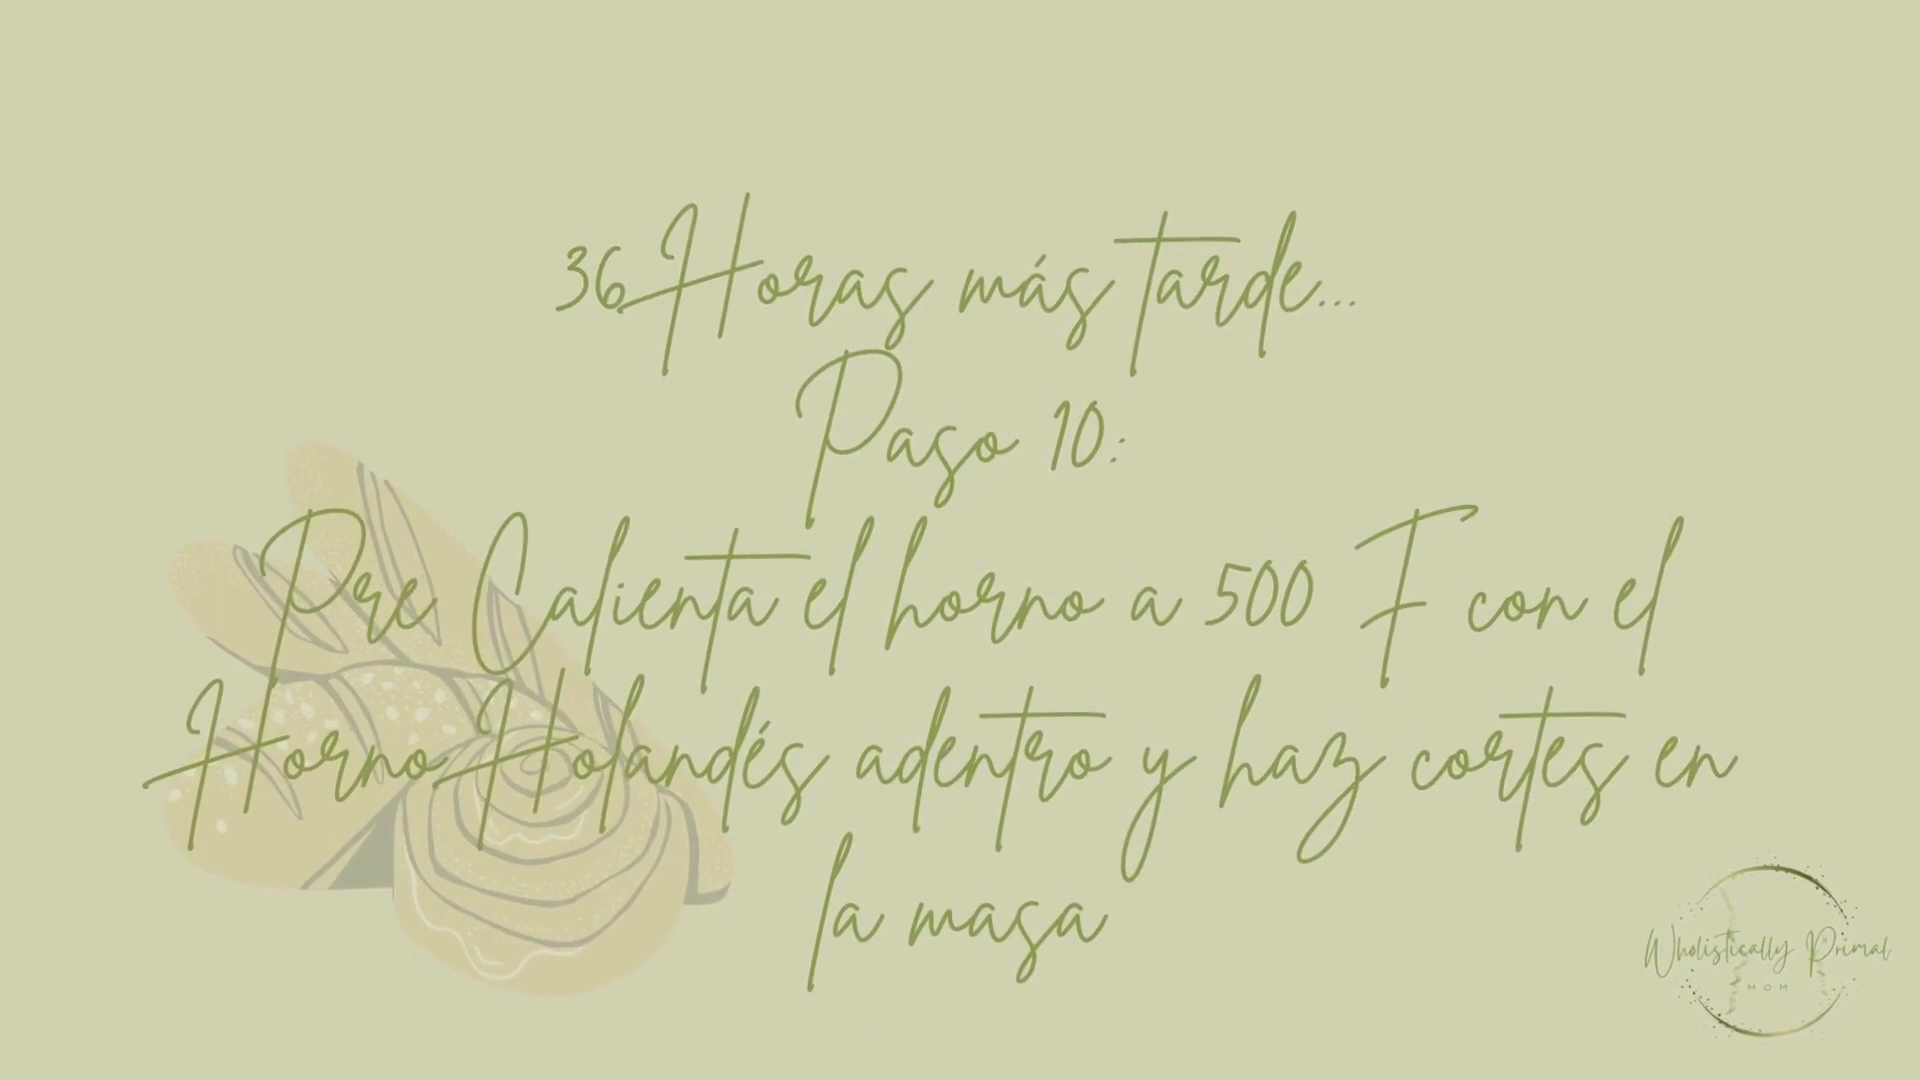 36 Horas más tarde...
Paso 10:
Pre Calienta el horno a 500 F con el
Horno Holandés adentro y haz cortes en
la masa
Wholistically Primal
MOM